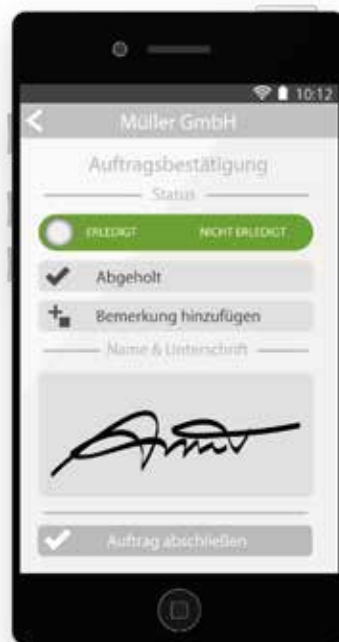 10:12
Müller GmbH
Auftragsbestätigung
Status
ERLEDIGT NICHT ERLEDIGT
Abgeholt
Bemerkung hinzufügen
Name & Unterschrift
Auftrag abschließen